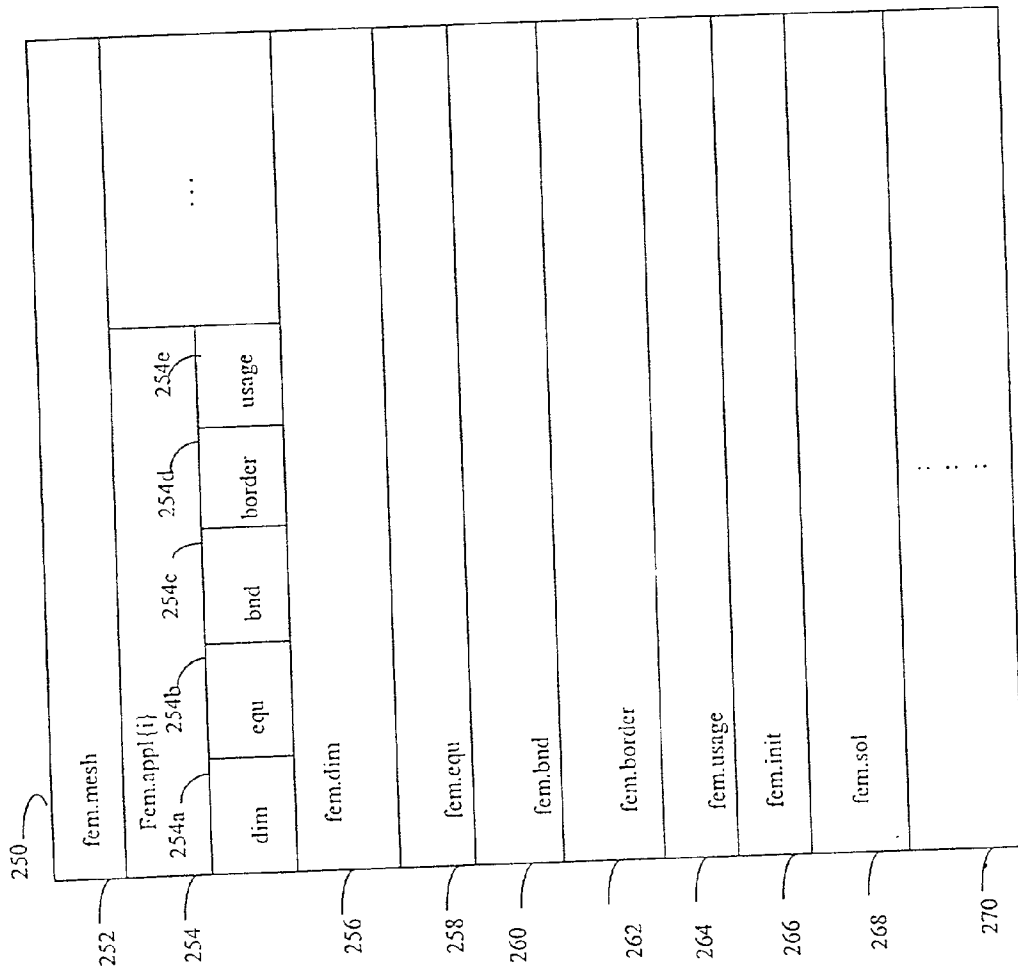 250
252
fem.mesh
254
Fem.appl{i}
254a
254b
254c
254d
254e
dim
equ
bnd
border
usage
...
256
fem.dim
258
fem.equ
260
fem.bnd
262
fem.border
264
fem.usage
266
fem.init
268
fem.sol
270
: : :